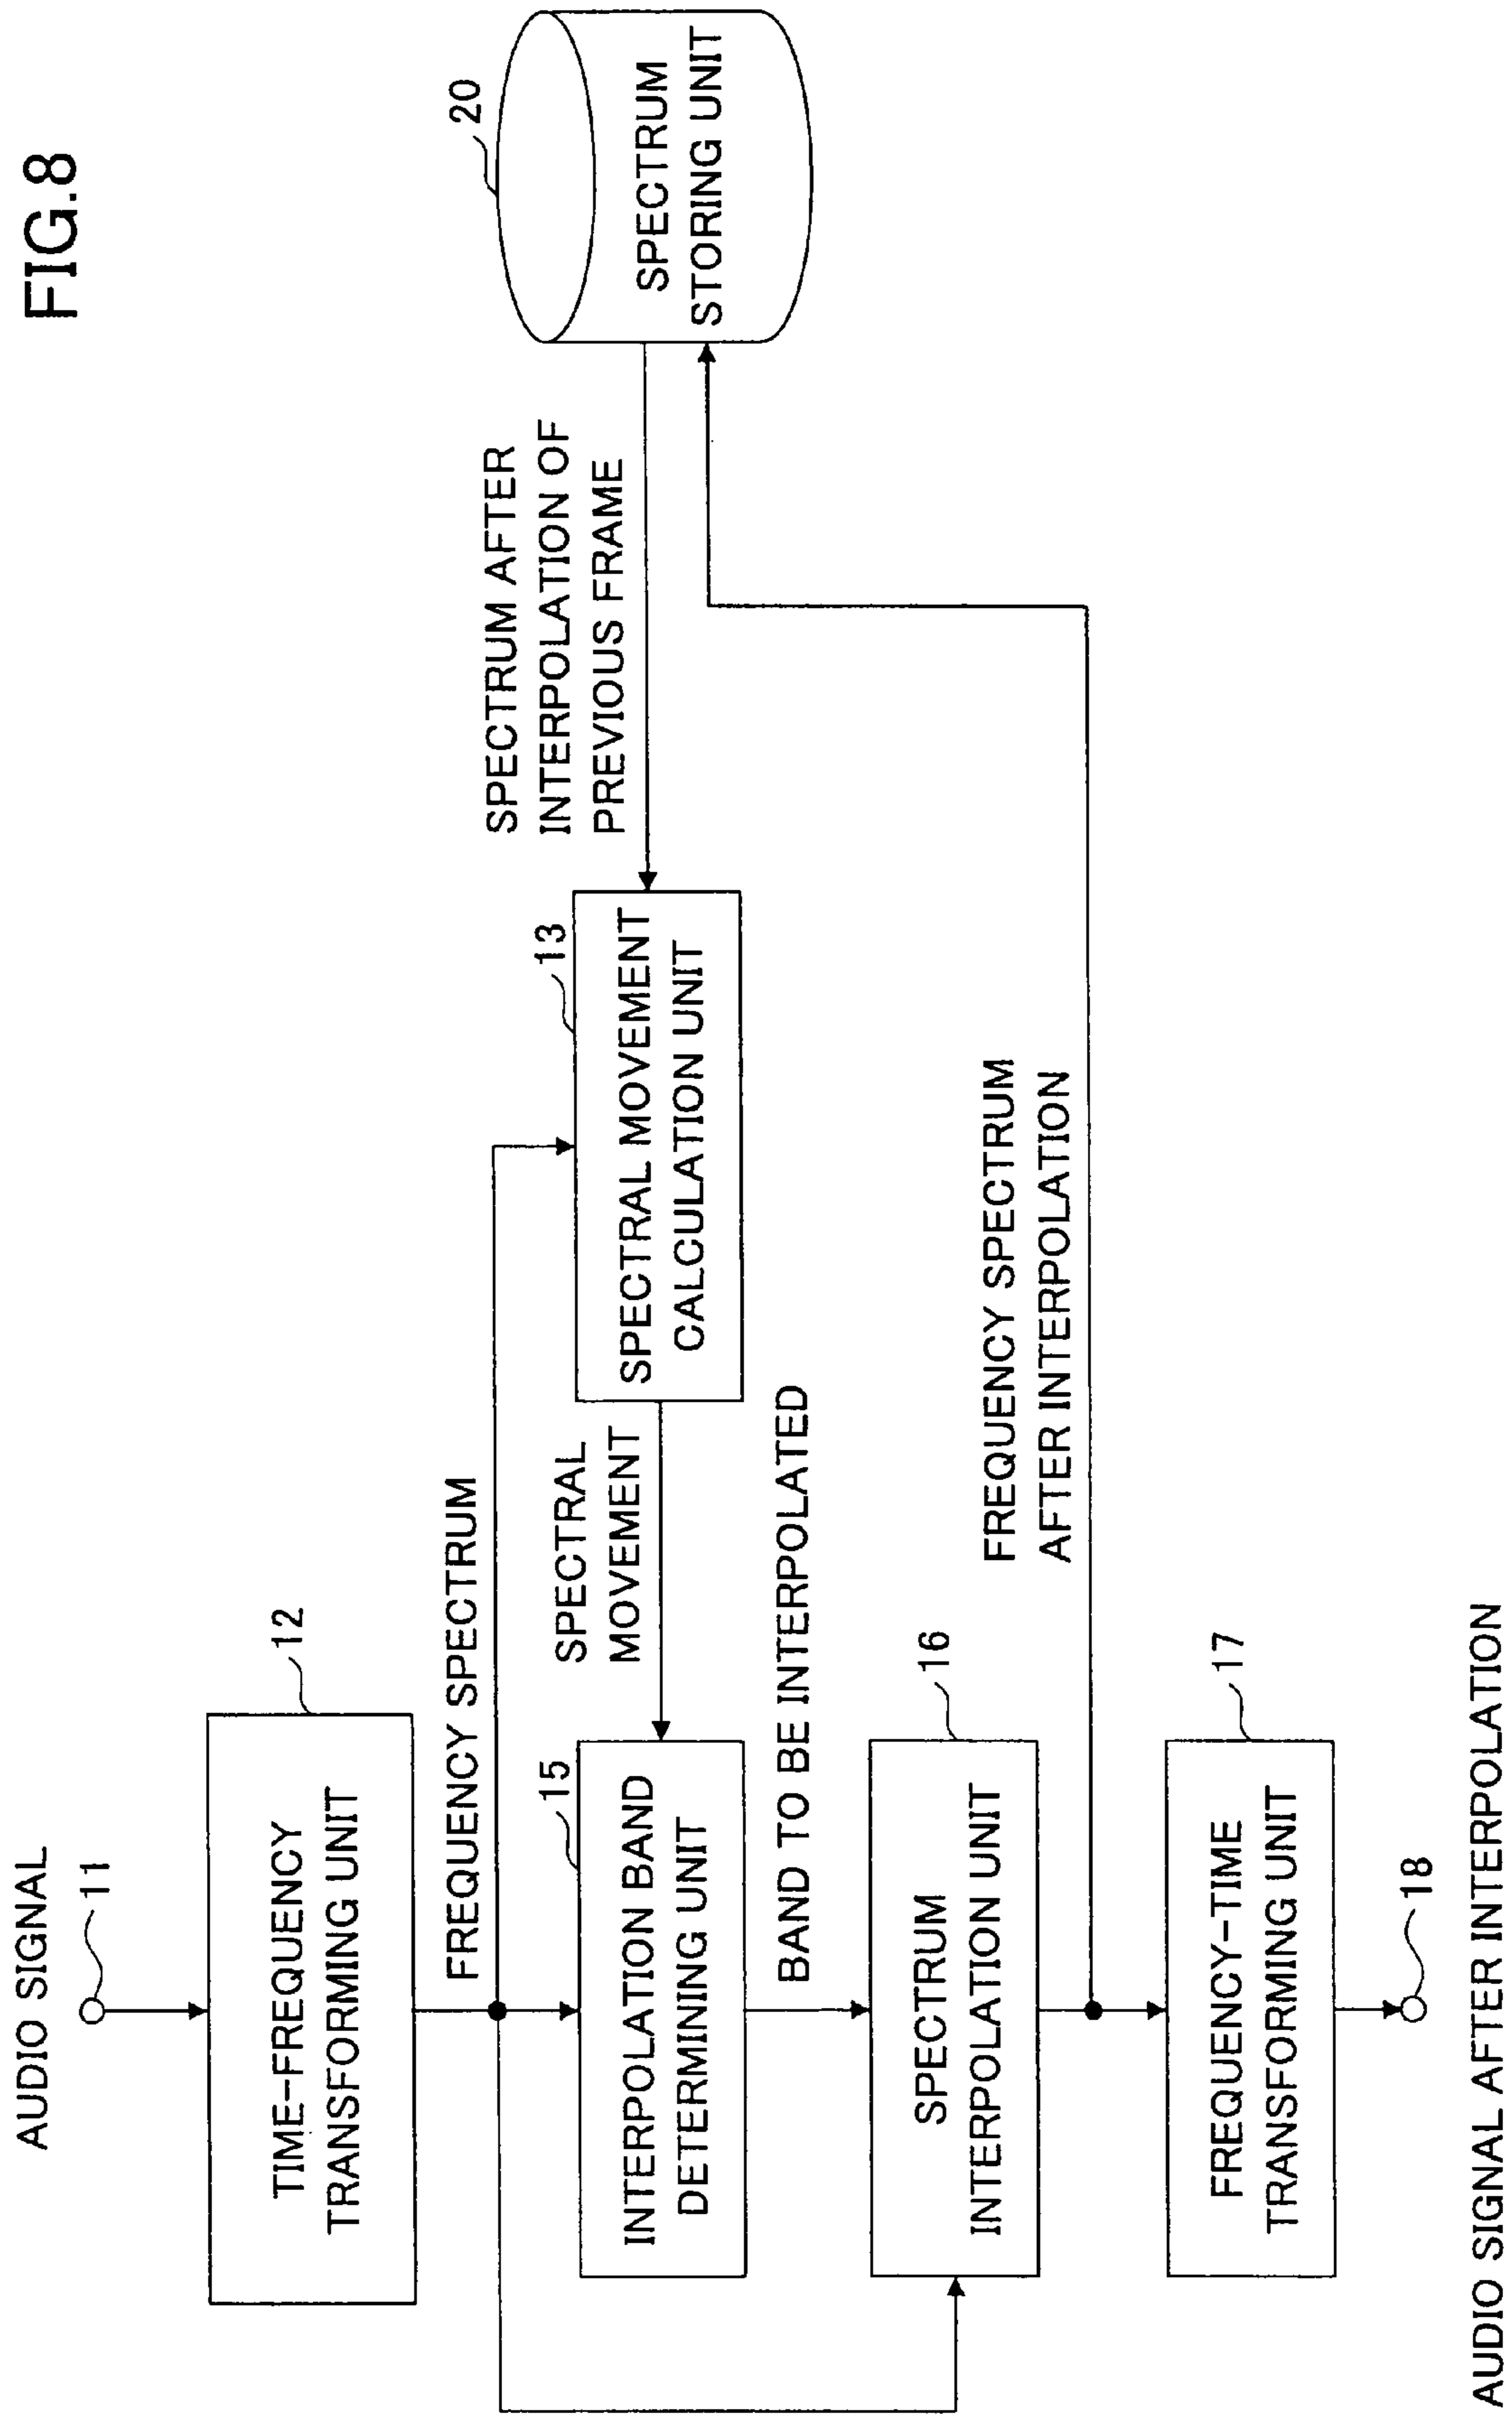 FIG.8
AUDIO SIGNAL
11
TIME-FREQUENCY
TRANSFORMING UNIT
12
FREQUENCY SPECTRUM
INTERPOLATION BAND
DETERMINING UNIT
15
SPECTRAL
MOVEMENT
SPECTRAL MOVEMENT
CALCULATION UNIT
13
SPECTRUM AFTER
INTERPOLATION OF
PREVIOUS FRAME
SPECTRUM
STORING UNIT
20
BAND TO BE INTERPOLATED
SPECTRUM
INTERPOLATION UNIT
16
FREQUENCY SPECTRUM
AFTER INTERPOLATION
FREQUENCY-TIME
TRANSFORMING UNIT
17
18
AUDIO SIGNAL AFTER INTERPOLATION